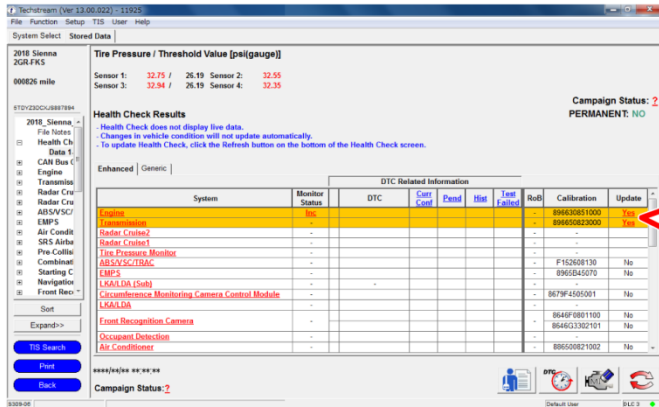 Techstream (Ver 13.00.022) - 11925
File Function Setup TIS User Help
System Select Stored Data
2018 Sienna
2GR-FKS
000826 mile
5TDYZ3DCXJS887894
2018_Sienna_
File Notes
Health Ch
Data 1
CAN Bus C
Engine
Transmiss
Radar Cru
Radar Cru
ABS/VSC/
EMPS
Air Condit
SRS Airba
Pre-Collisi
Combinati
Starting C
Navigation
Front Reco
Sort
Expand>>
TIS Search
Print
Back
Tire Pressure / Threshold Value [psi(gauge)]
Sensor 1: 32.75 / 26.19 Sensor 2: 32.55
Sensor 3: 32.94 / 26.19 Sensor 4: 32.35
Campaign Status: ?
PERMANENT: NO
Health Check Results
- Health Check does not display live data.
- Changes in vehicle condition will not update automatically.
- To update Health Check, click the Refresh button on the bottom of the Health Check screen.
Enhanced Generic
DTC Related Information
System Monitor Status DTC Curr Conf Pend Hist Test Failed RoB Calibration Update
Engine Inc - 896630851000 Yes
Transmission - - 896650823000 Yes
Radar Cruise2 - - -
Radar Cruise1 - - -
Tire Pressure Monitor - - -
ABS/VSC/TRAC - - F152608130 No
EMPS - - 8965B45070 No
LKA/LDA (Sub) - - - -
Circumference Monitoring Camera Control Module - - 8679F4505001 No
LKA/LDA - - -
Front Recognition Camera - - 8646F0801100 No
8646G3302101 No
Occupant Detection - - -
Air Conditioner - - 886500821002 No
****/**/** **:**:**
Campaign Status:?
DTC
S309-06
Default User
DLC 3